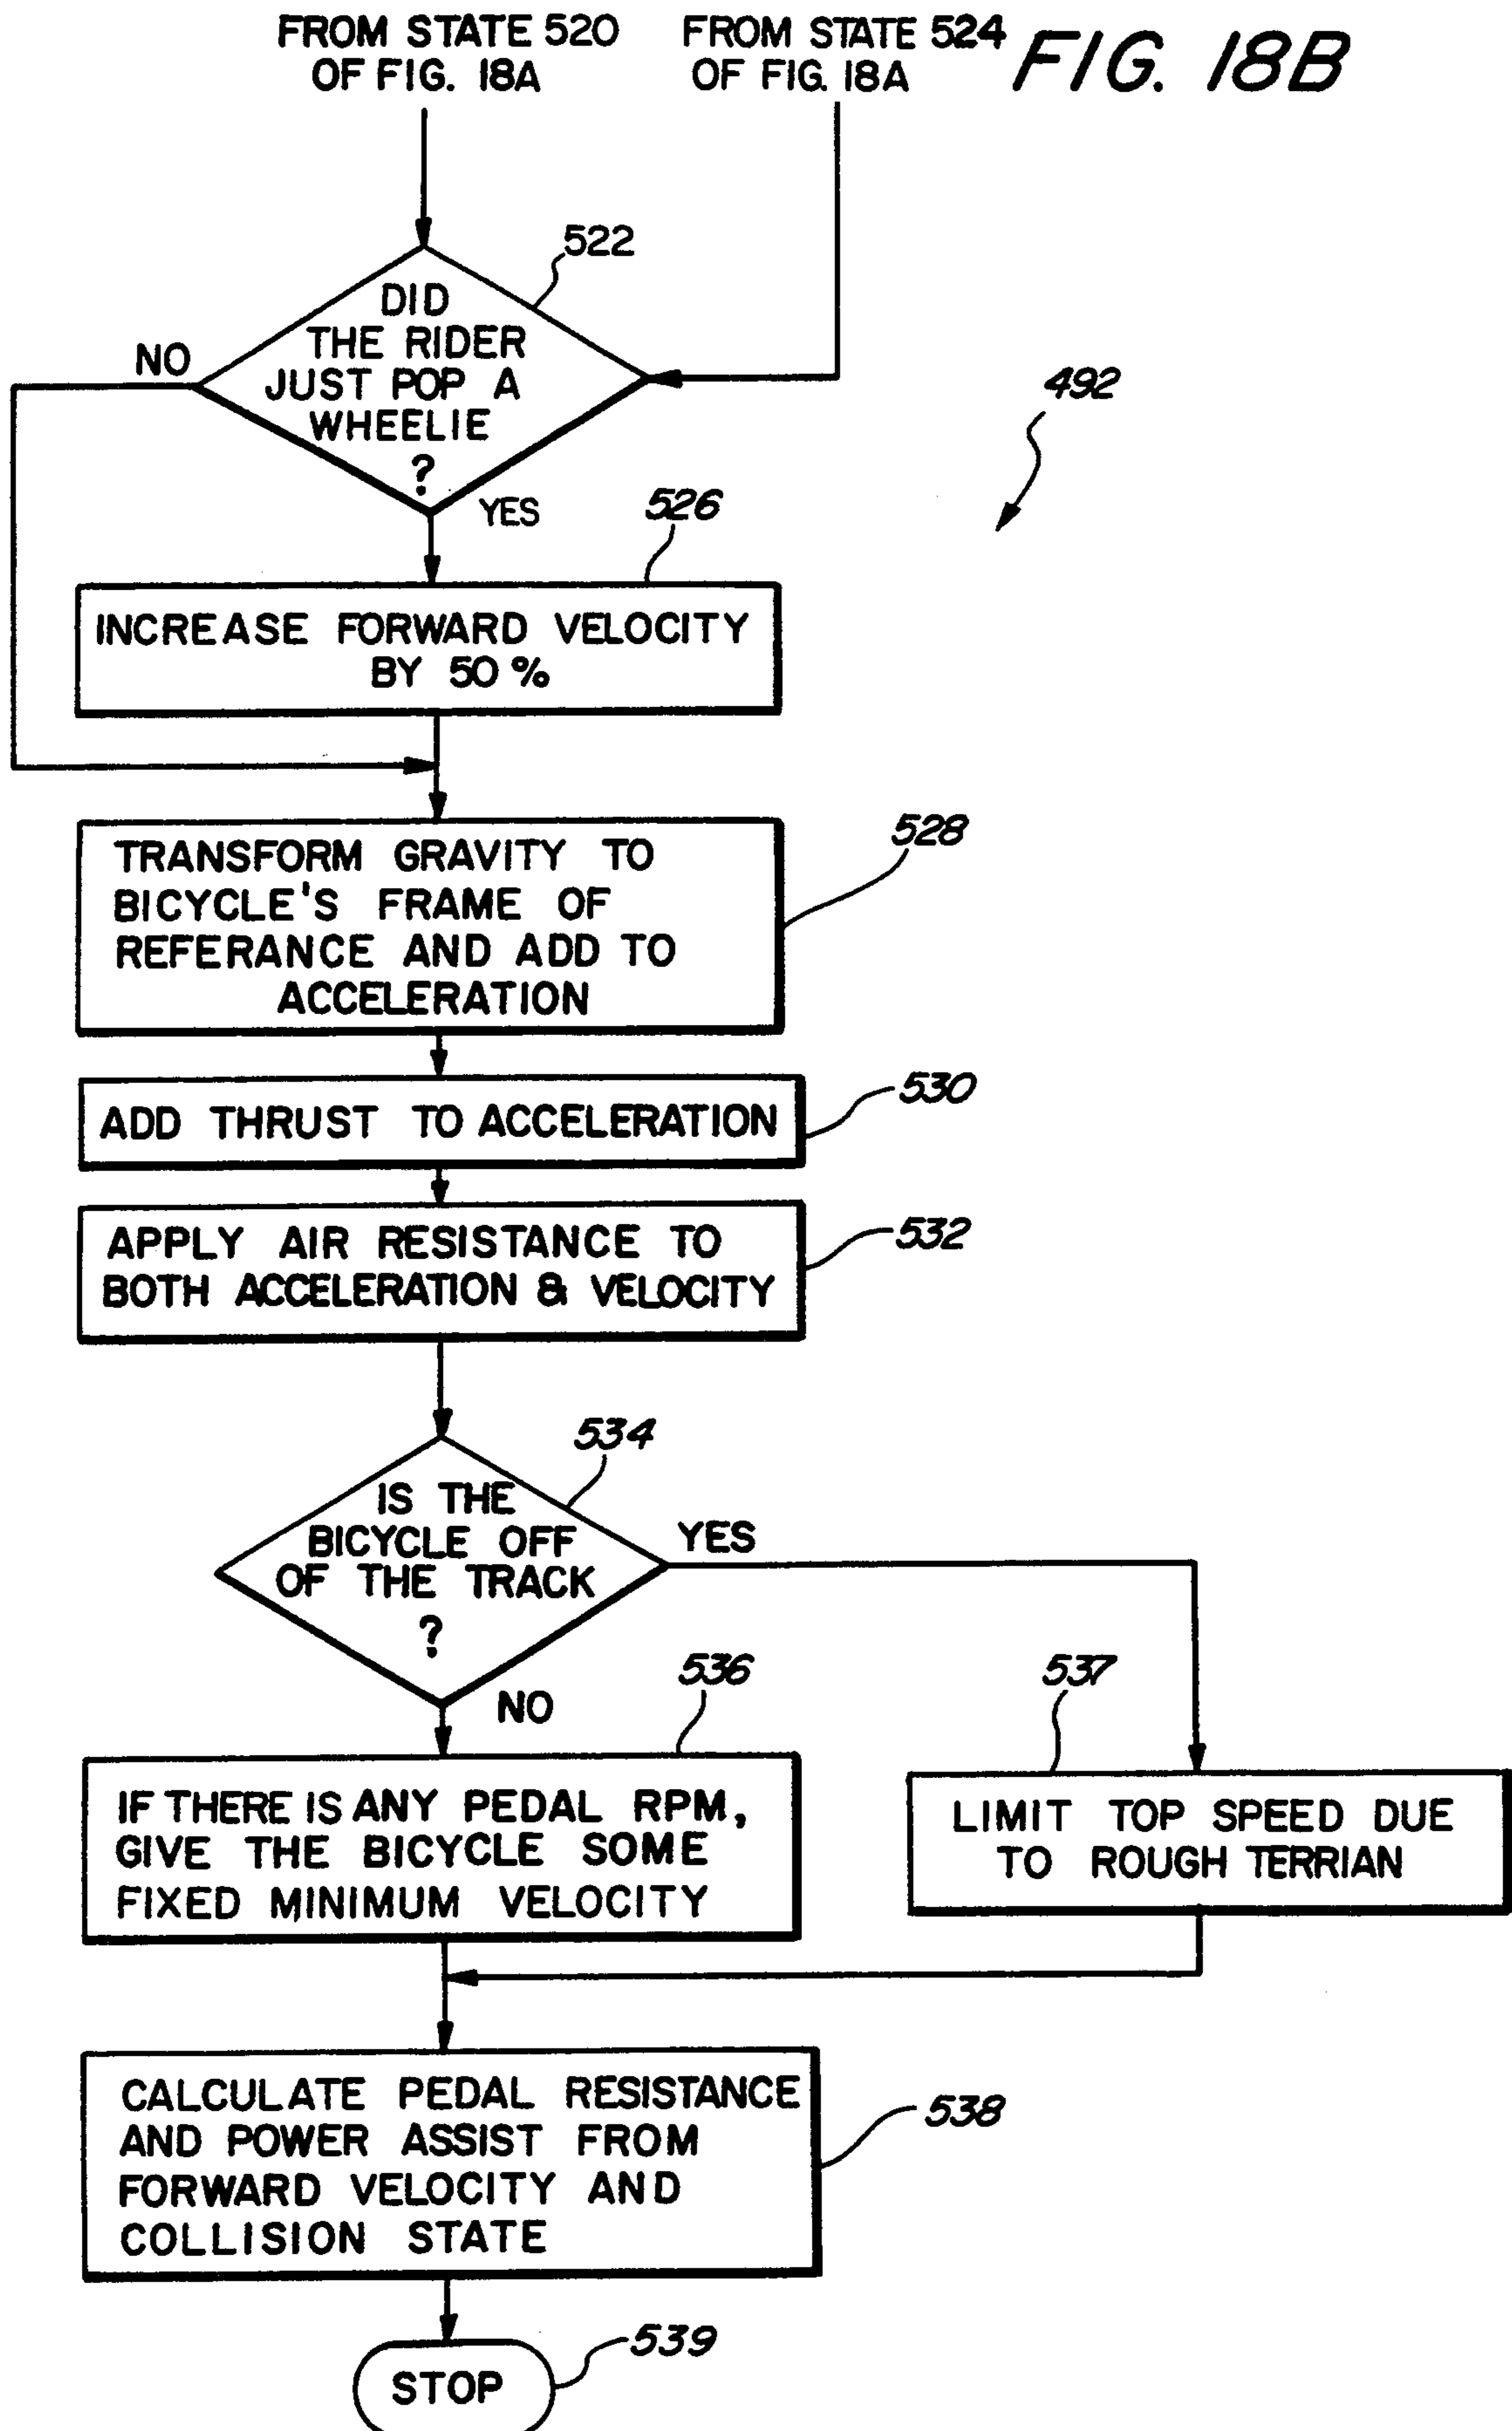 FROM STATE 520
OF FIG. 18A
FROM STATE 524
OF FIG. 18A
FIG. 18B
522
DID
THE RIDER
JUST POP A
WHEELIE
?
NO
YES
492
526
INCREASE FORWARD VELOCITY
BY 50 %
528
TRANSFORM GRAVITY TO
BICYCLE'S FRAME OF
REFERANCE AND ADD TO
ACCELERATION
530
ADD THRUST TO ACCELERATION
532
APPLY AIR RESISTANCE TO
BOTH ACCELERATION & VELOCITY
534
IS THE
BICYCLE OFF
OF THE TRACK
?
YES
NO
536
IF THERE IS ANY PEDAL RPM,
GIVE THE BICYCLE SOME
FIXED MINIMUM VELOCITY
537
LIMIT TOP SPEED DUE
TO ROUGH TERRIAN
538
CALCULATE PEDAL RESISTANCE
AND POWER ASSIST FROM
FORWARD VELOCITY AND
COLLISION STATE
539
STOP